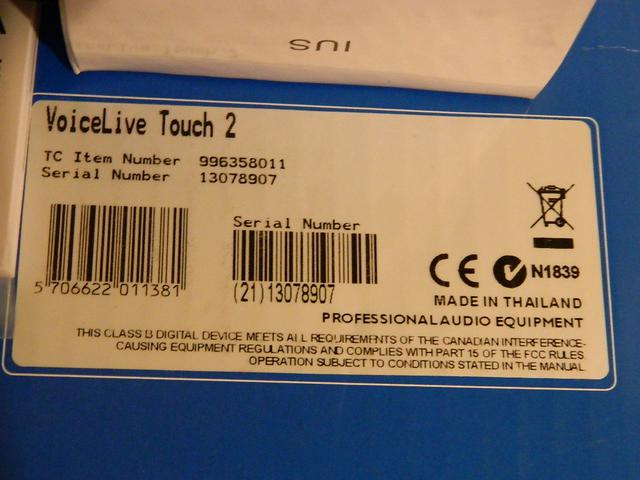 VoiceLive Touch 2
TC Item Number 996358011
Serial Number 13078907
Serial Number
5 706622 011381
(21)13078907
CE N1839
MADE IN THAILAND
PROFESSIONAL AUDIO EQUIPMENT
THIS CLASS B DIGITAL DEVICE MEETS ALL REQUIREMENTS OF THE CANADIAN INTERFERENCE-
CAUSING EQUIPMENT REGULATIONS AND COMPLIES WITH PART 15 OF THE FCC RULES
OPERATION SUBJECT TO CONDITIONS STATED IN THE MANUAL.